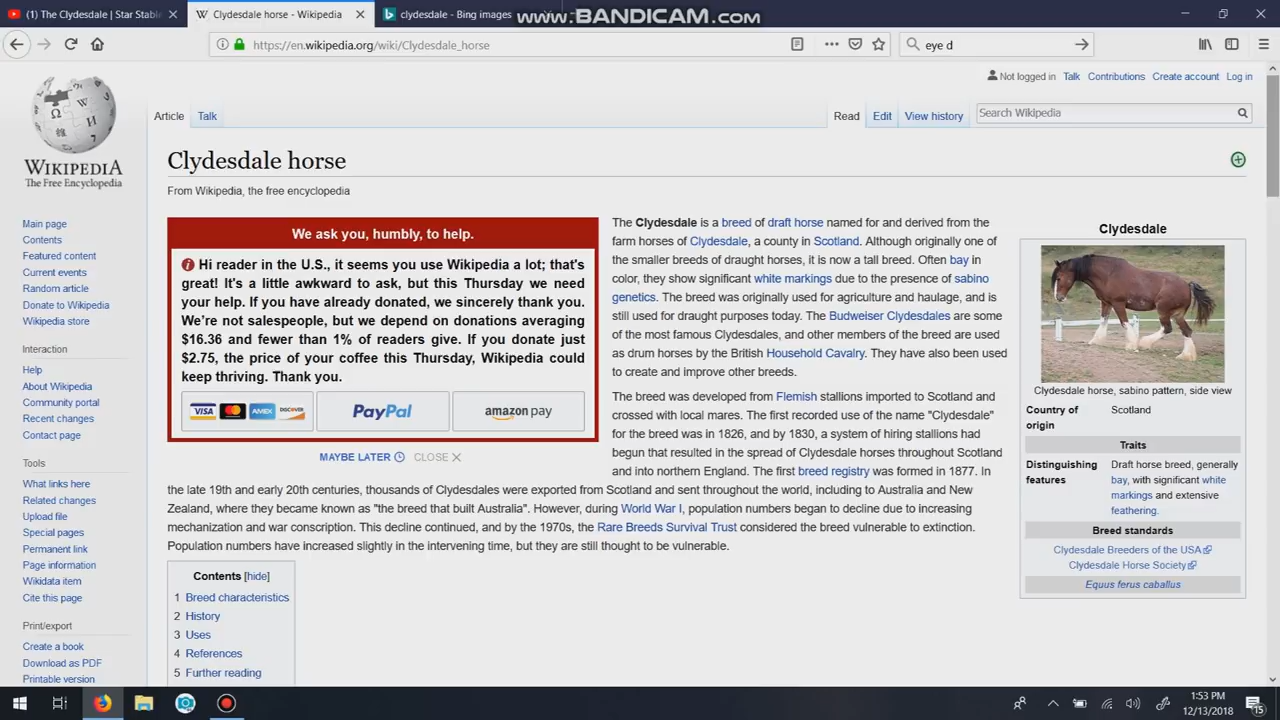 (1) The Clydesdale | Star Stable
Clydesdale horse - Wikipedia
clydesdale - Bing images
www.BANDICAM.com
https://en.wikipedia.org/wiki/Clydesdale_horse
eye d
Not logged in Talk Contributions Create account Log in
Article Talk
Read Edit View history
Search Wikipedia
WIKIPEDIA
The Free Encyclopedia
Main page
Contents
Featured content
Current events
Random article
Donate to Wikipedia
Wikipedia store
Interaction
Help
About Wikipedia
Community portal
Recent changes
Contact page
Tools
What links here
Related changes
Upload file
Special pages
Permanent link
Page information
Wikidata item
Cite this page
Print/export
Create a book
Download as PDF
Printable version
Clydesdale horse
From Wikipedia, the free encyclopedia
We ask you, humbly, to help.
Hi reader in the U.S., it seems you use Wikipedia a lot; that's
great! It's a little awkward to ask, but this Thursday we need
your help. If you have already donated, we sincerely thank you.
We're not salespeople, but we depend on donations averaging
$16.36 and fewer than 1% of readers give. If you donate just
$2.75, the price of your coffee this Thursday, Wikipedia could
keep thriving. Thank you.
VISA AMEX DISCOVER PayPal amazon pay
MAYBE LATER CLOSE
The Clydesdale is a breed of draft horse named for and derived from the
farm horses of Clydesdale, a county in Scotland. Although originally one of
the smaller breeds of draught horses, it is now a tall breed. Often bay in
color, they show significant white markings due to the presence of sabino
genetics. The breed was originally used for agriculture and haulage, and is
still used for draught purposes today. The Budweiser Clydesdales are some
of the most famous Clydesdales, and other members of the breed are used
as drum horses by the British Household Cavalry. They have also been used
to create and improve other breeds.
The breed was developed from Flemish stallions imported to Scotland and
crossed with local mares. The first recorded use of the name "Clydesdale"
for the breed was in 1826, and by 1830, a system of hiring stallions had
begun that resulted in the spread of Clydesdale horses throughout Scotland
and into northern England. The first breed registry was formed in 1877. In
the late 19th and early 20th centuries, thousands of Clydesdales were exported from Scotland and sent throughout the world, including to Australia and New
Zealand, where they became known as "the breed that built Australia". However, during World War I, population numbers began to decline due to increasing
mechanization and war conscription. This decline continued, and by the 1970s, the Rare Breeds Survival Trust considered the breed vulnerable to extinction.
Population numbers have increased slightly in the intervening time, but they are still thought to be vulnerable.
Contents [hide]
1 Breed characteristics
2 History
3 Uses
4 References
5 Further reading
Clydesdale
Clydesdale horse, sabino pattern, side view
Country of
origin
Scotland
Traits
Distinguishing
features
Draft horse breed, generally
bay, with significant white
markings and extensive
feathering.
Breed standards
Clydesdale Breeders of the USA
Clydesdale Horse Society
Equus ferus caballus
1:53 PM
12/13/2018
15